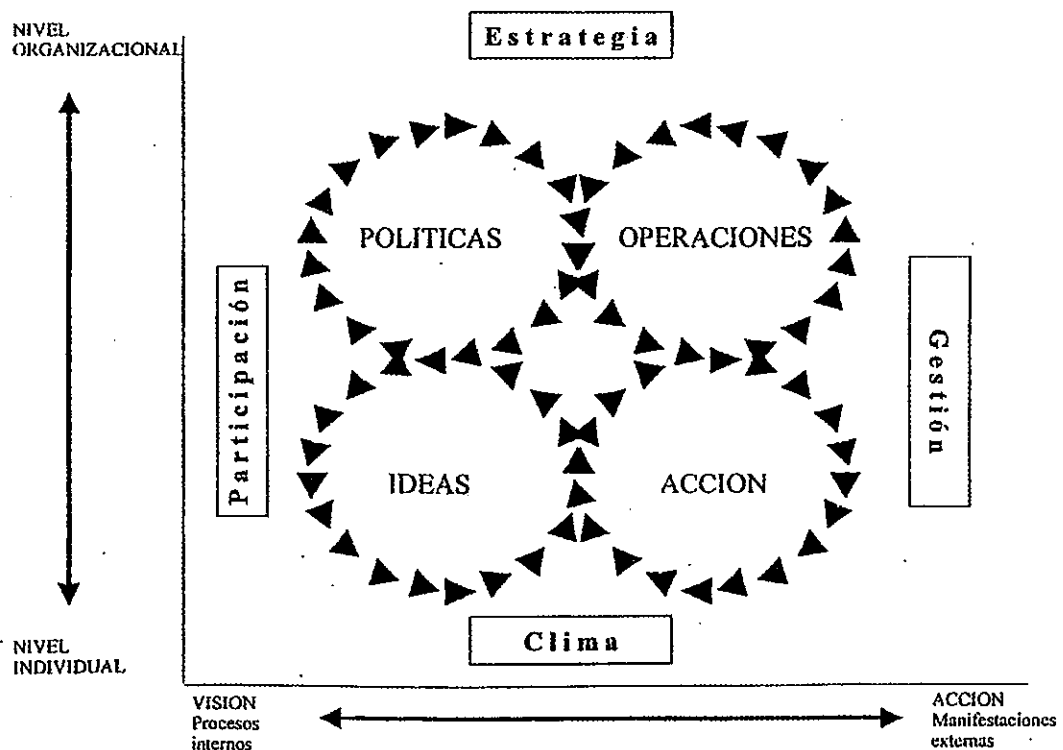 NIVEL
ORGANIZACIONAL
Estrategia
POLITICAS
OPERACIONES
Participación
Gestión
IDEAS
ACCION
Clima
NIVEL
INDIVIDUAL
VISION
Procesos
internos
ACCION
Manifestaciones
externas